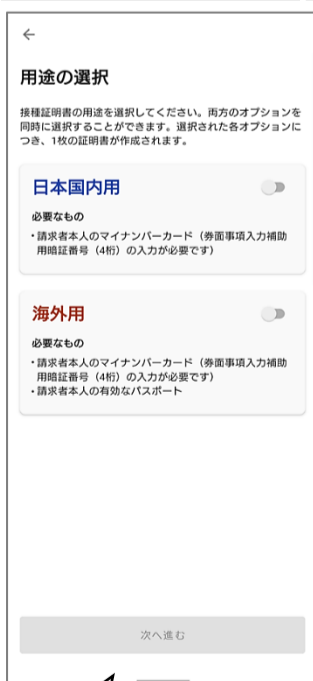 用途の選択
接種証明書の用途を選択してください。両方のオプションを
同時に選択することができます。選択された各オプションに
つき、1枚の証明書が作成されます。
日本国内用
必要なもの
・請求者本人のマイナンバーカード（券面事項入力補助
用暗証番号（4桁）の入力が必要です）
海外用
必要なもの
・請求者本人のマイナンバーカード（券面事項入力補助
用暗証番号（4桁）の入力が必要です）
・請求者本人の有効なパスポート
次へ進む